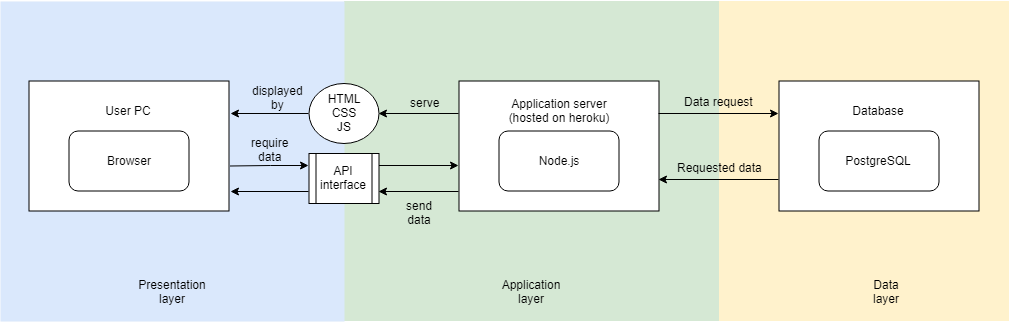 User PC
Browser
displayed
by
require
data
HTML
CSS
JS
API
interface
serve
send
data
Application server
(hosted on heroku)
Node.js
Data request
Requested data
Database
PostgreSQL
Presentation
layer
Application
layer
Data
layer